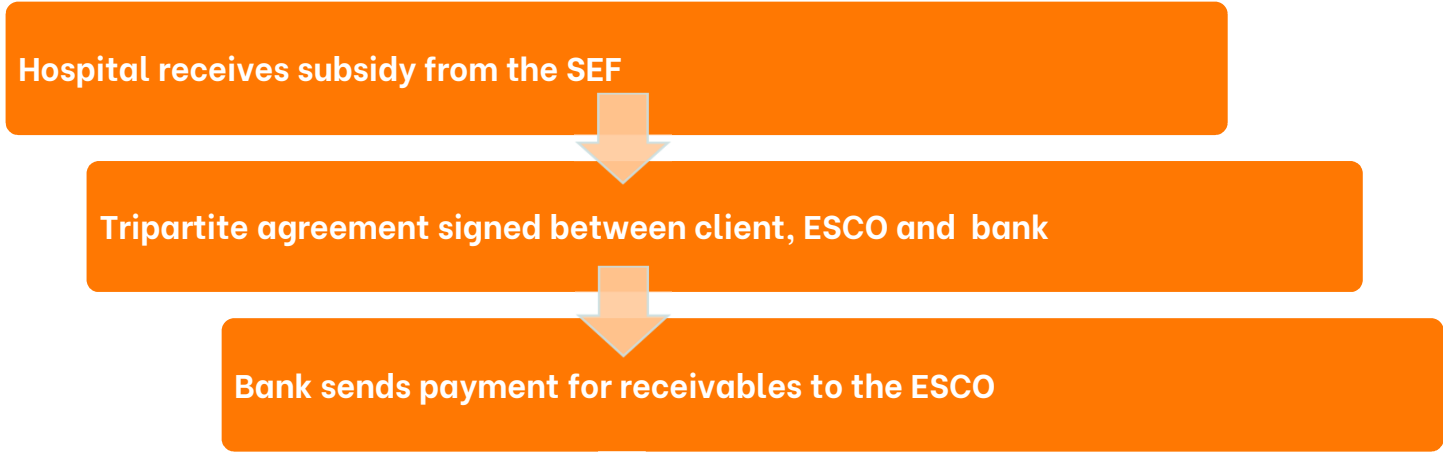 Hospital receives subsidy from the SEF
Tripartite agreement signed between client, ESCO and  bank
Bank sends payment for receivables to the ESCO